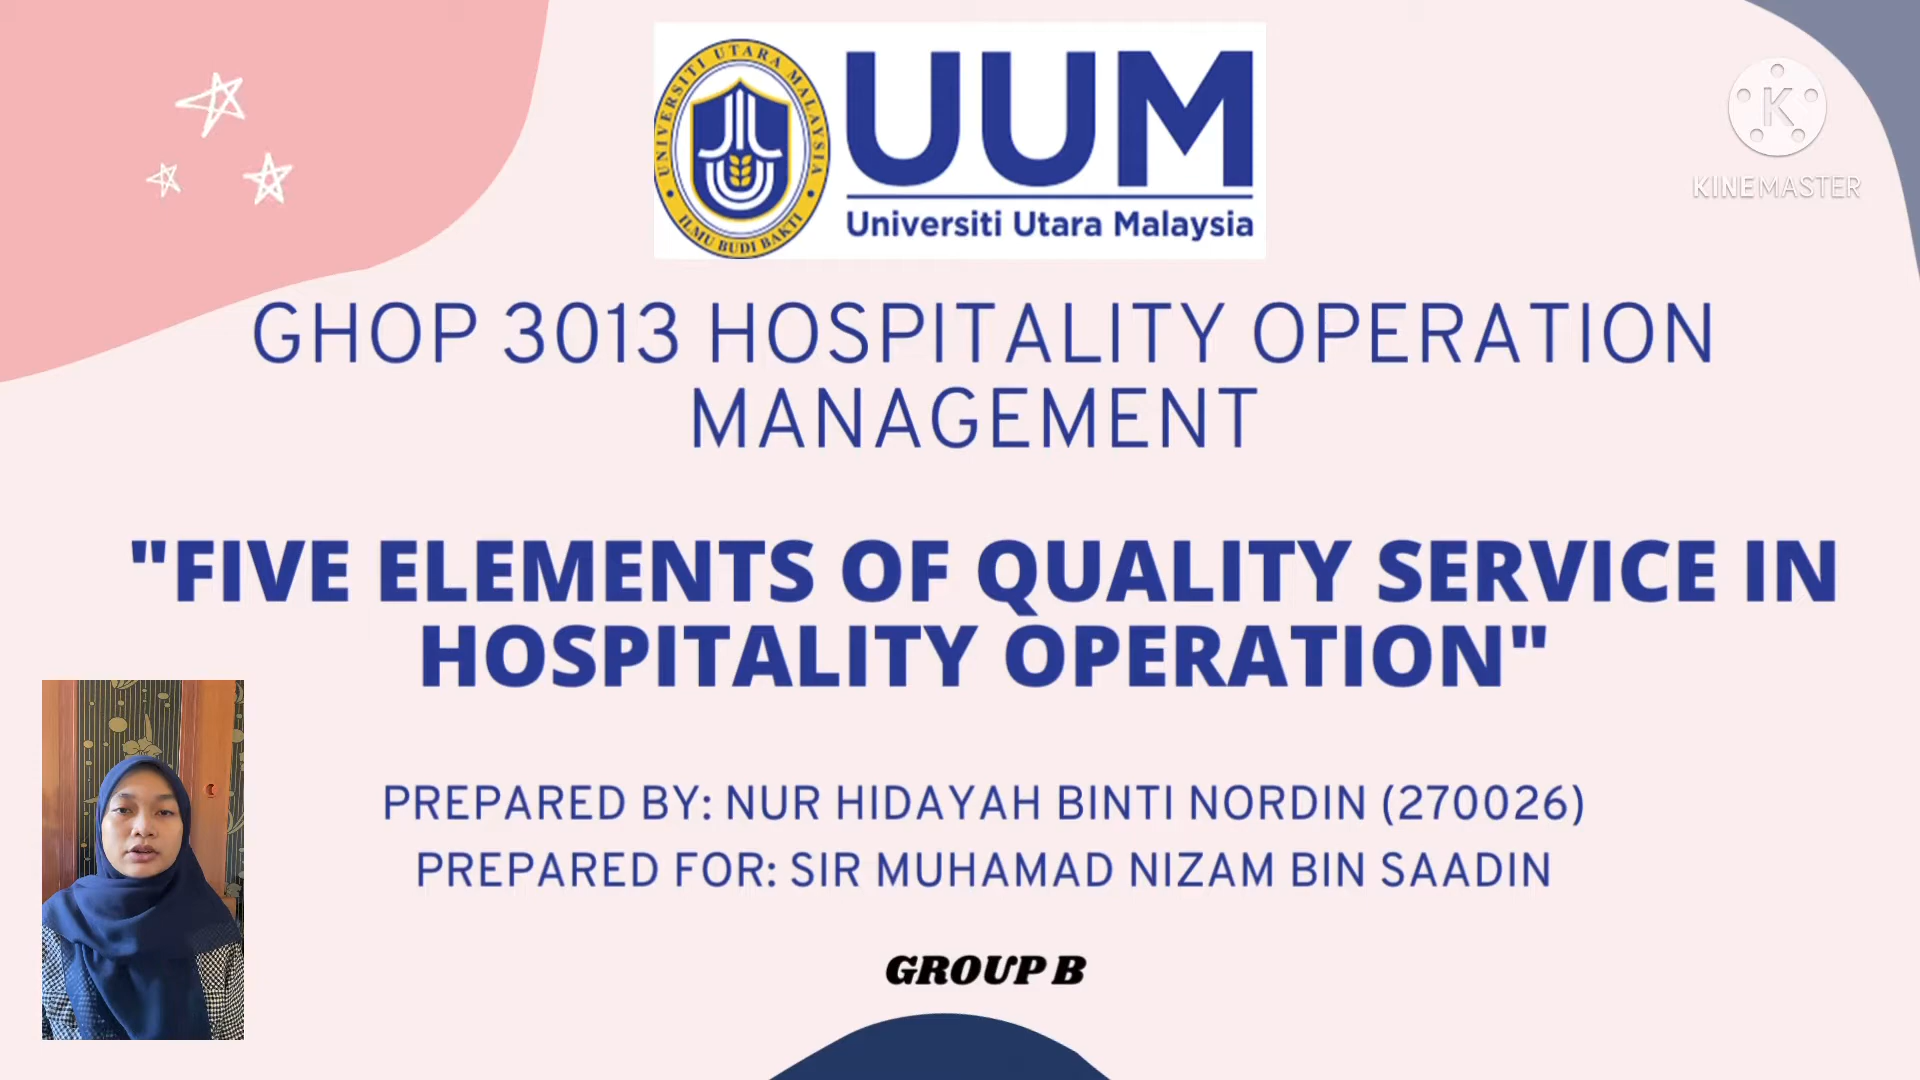 UNIVERSITI UTARA MALAYSIA
ILMU BUDI BAKTI
UUM
Universiti Utara Malaysia
K
KINEMASTER
GHOP 3013 HOSPITALITY OPERATION
MANAGEMENT
"FIVE ELEMENTS OF QUALITY SERVICE IN
HOSPITALITY OPERATION"
PREPARED BY: NUR HIDAYAH BINTI NORDIN (270026)
PREPARED FOR: SIR MUHAMAD NIZAM BIN SAADIN
GROUP B